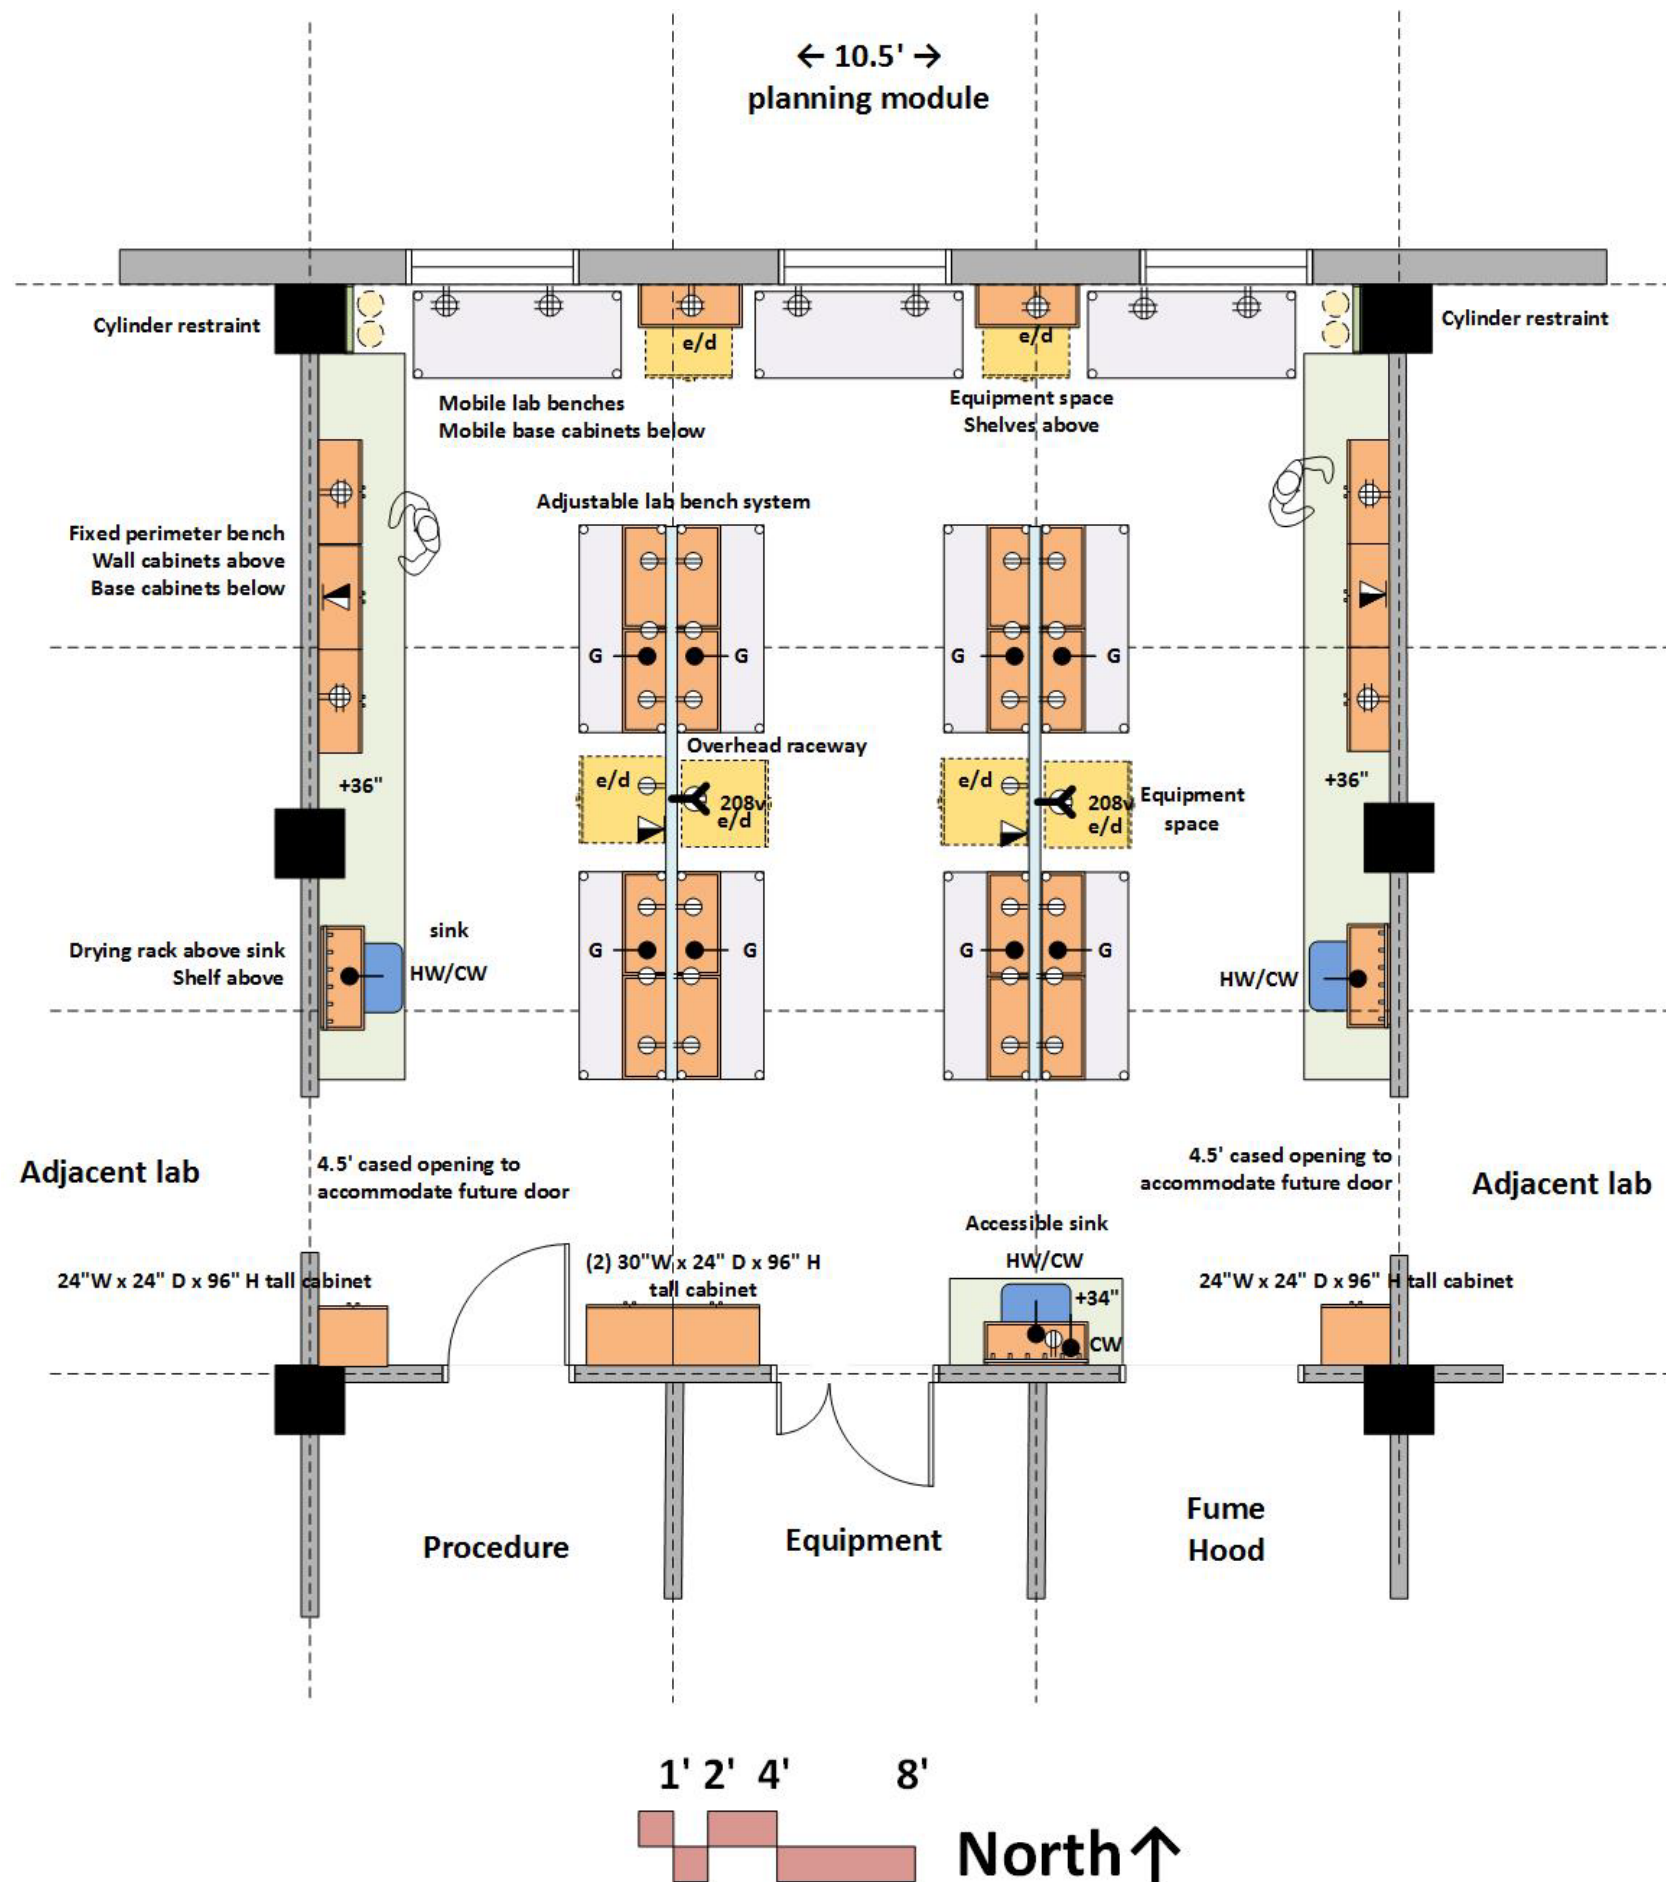 ← 10.5' →
planning module
Cylinder restraint
Cylinder restraint
e/d
e/d
Mobile lab benches
Mobile base cabinets below
Equipment space
Shelves above
Adjustable lab bench system
Fixed perimeter bench
Wall cabinets above
Base cabinets below
G
G
G
G
Overhead raceway
+36"
e/d
208v
e/d
e/d
208v
e/d
Equipment
space
+36"
sink
Drying rack above sink
Shelf above
HW/CW
G
G
G
G
HW/CW
Adjacent lab
4.5' cased opening to
accommodate future door
4.5' cased opening to
accommodate future door
Adjacent lab
Accessible sink
HW/CW
24"W x 24" D x 96" H tall cabinet
(2) 30"W x 24" D x 96" H
tall cabinet
+34"
CW
24"W x 24" D x 96" H tall cabinet
Procedure
Equipment
Fume
Hood
1' 2' 4' 8'
North↑